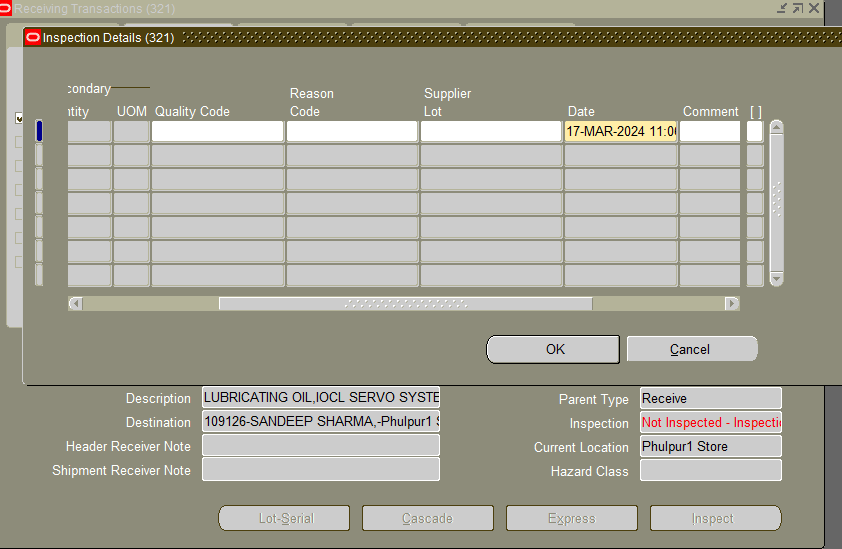 Receiving Transactions (321)
Inspection Details (321)
condary
Reason
Supplier
ntity UOM Quality Code Code Lot Date Comment [ ]
17-MAR-2024 11:00
OK Cancel
Description LUBRICATING OIL,IOCL SERVO SYSTE
Parent Type Receive
Destination 109126-SANDEEP SHARMA,-Phulpur1 S
Inspection Not Inspected - Inspectio
Header Receiver Note
Current Location Phulpur1 Store
Shipment Receiver Note
Hazard Class
Lot-Serial Cascade Express Inspect